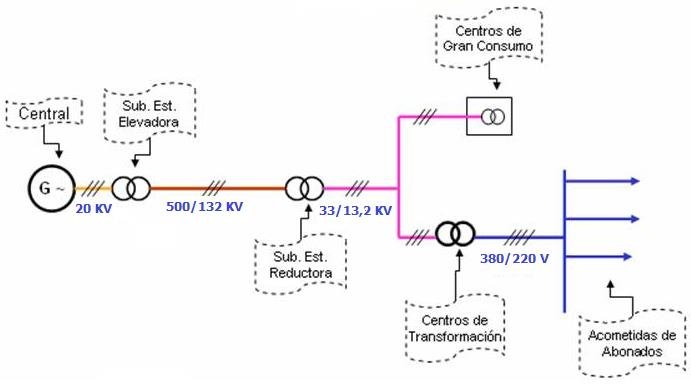 Centros de
Gran Consumo
Sub. Est.
Elevadora
Central
G ~
20 KV
500/132 KV
33/13,2 KV
380/220 V
Sub. Est.
Reductora
Centros de
Transformación
Acometidas de
Abonados